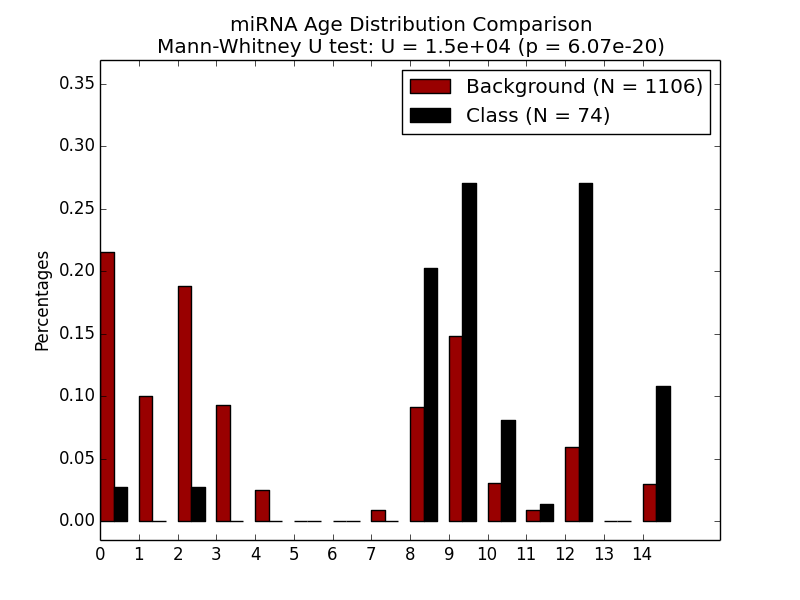 miRNA Age Distribution Comparison
Mann-Whitney U test: U = 1.5e+04 (p = 6.07e-20)
Background (N = 1106)
Class (N = 74)
Percentages
0.35
0.30
0.25
0.20
0.15
0.10
0.05
0.00
0 1 2 3 4 5 6 7 8 9 10 11 12 13 14